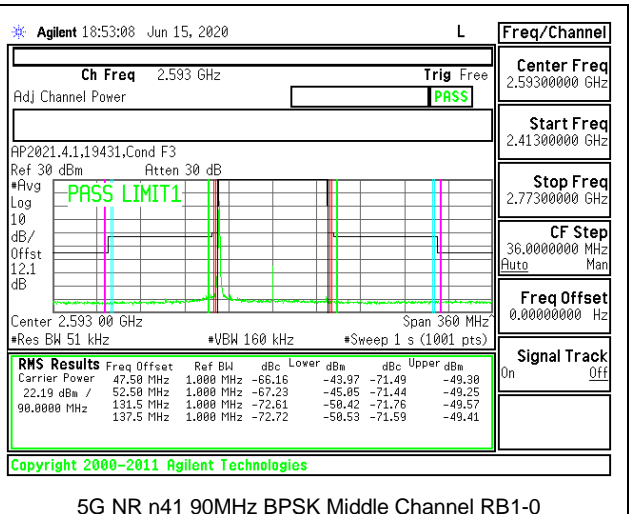 Agilent 18:53:08 Jun 15, 2020 L Freq/Channel
Ch Freq 2.593 GHz Trig Free
Adj Channel Power PASS
Center Freq
2.59300000 GHz
Start Freq
2.41300000 GHz
Stop Freq
2.77300000 GHz
CF Step
36.0000000 MHz
Auto Man
Freq Offset
0.00000000 Hz
Signal Track
On Off
AP2021.4.1,19431,Cond F3
Ref 30 dBm Atten 30 dB
#Avg
Log
10
dB/
Offst
12.1
dB
PASS LIMIT1
Center 2.593 00 GHz Span 360 MHz^
#Res BW 51 kHz #VBW 160 kHz #Sweep 1 s (1001 pts)
RMS Results Freq Offset Ref BW dBc Lower dBm dBc Upper dBm
Carrier Power 47.50 MHz 1.000 MHz -66.16 -43.97 -71.49 -49.30
22.19 dBm / 52.50 MHz 1.000 MHz -67.23 -45.05 -71.44 -49.25
90.0000 MHz 131.5 MHz 1.000 MHz -72.61 -50.42 -71.76 -49.57
137.5 MHz 1.000 MHz -72.72 -50.53 -71.59 -49.41
Copyright 2000-2011 Agilent Technologies
5G NR n41 90MHz BPSK Middle Channel RB1-0